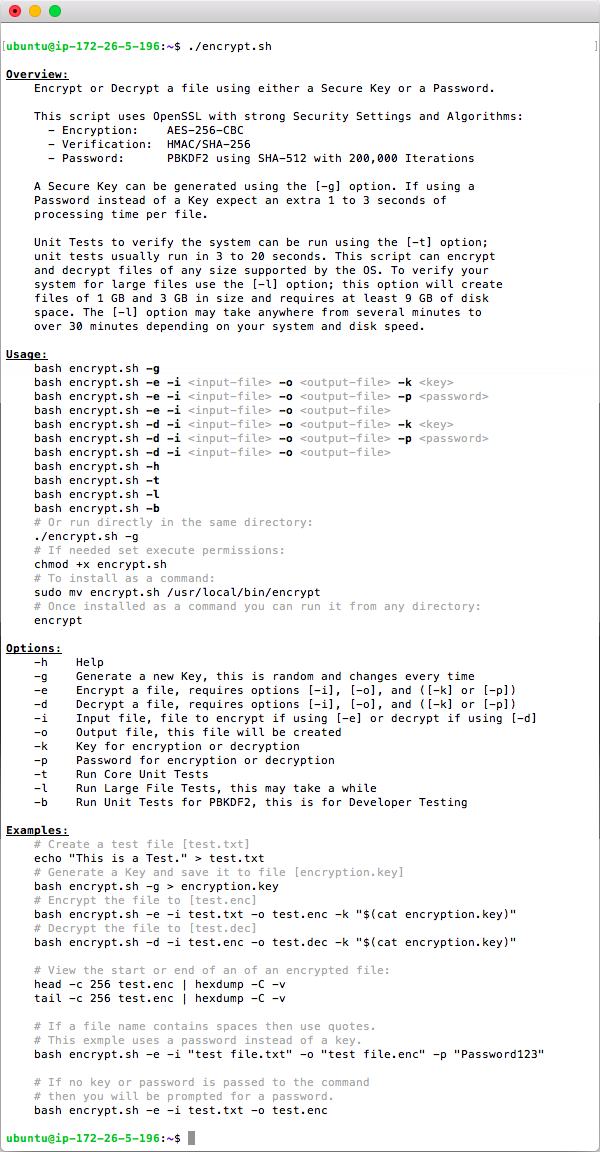 [ubuntu@ip-172-26-5-196:~$ ./encrypt.sh ]
Overview:
Encrypt or Decrypt a file using either a Secure Key or a Password.
This script uses OpenSSL with strong Security Settings and Algorithms:
- Encryption: AES-256-CBC
- Verification: HMAC/SHA-256
- Password: PBKDF2 using SHA-512 with 200,000 Iterations
A Secure Key can be generated using the [-g] option. If using a
Password instead of a Key expect an extra 1 to 3 seconds of
processing time per file.
Unit Tests to verify the system can be run using the [-t] option;
unit tests usually run in 3 to 20 seconds. This script can encrypt
and decrypt files of any size supported by the OS. To verify your
system for large files use the [-l] option; this option will create
files of 1 GB and 3 GB in size and requires at least 9 GB of disk
space. The [-l] option may take anywhere from several minutes to
over 30 minutes depending on your system and disk speed.
Usage:
bash encrypt.sh -g
bash encrypt.sh -e -i <input-file> -o <output-file> -k <key>
bash encrypt.sh -e -i <input-file> -o <output-file> -p <password>
bash encrypt.sh -e -i <input-file> -o <output-file>
bash encrypt.sh -d -i <input-file> -o <output-file> -k <key>
bash encrypt.sh -d -i <input-file> -o <output-file> -p <password>
bash encrypt.sh -d -i <input-file> -o <output-file>
bash encrypt.sh -h
bash encrypt.sh -t
bash encrypt.sh -l
bash encrypt.sh -b
# Or run directly in the same directory:
./encrypt.sh -g
# If needed set execute permissions:
chmod +x encrypt.sh
# To install as a command:
sudo mv encrypt.sh /usr/local/bin/encrypt
# Once installed as a command you can run it from any directory:
encrypt
Options:
-h Help
-g Generate a new Key, this is random and changes every time
-e Encrypt a file, requires options [-i], [-o], and ([-k] or [-p])
-d Decrypt a file, requires options [-i], [-o], and ([-k] or [-p])
-i Input file, file to encrypt if using [-e] or decrypt if using [-d]
-o Output file, this file will be created
-k Key for encryption or decryption
-p Password for encryption or decryption
-t Run Core Unit Tests
-l Run Large File Tests, this may take a while
-b Run Unit Tests for PBKDF2, this is for Developer Testing
Examples:
# Create a test file [test.txt]
echo "This is a Test." > test.txt
# Generate a Key and save it to file [encryption.key]
bash encrypt.sh -g > encryption.key
# Encrypt the file to [test.enc]
bash encrypt.sh -e -i test.txt -o test.enc -k "$(cat encryption.key)"
# Decrypt the file to [test.dec]
bash encrypt.sh -d -i test.enc -o test.dec -k "$(cat encryption.key)"
# View the start or end of an of an encrypted file:
head -c 256 test.enc | hexdump -C -v
tail -c 256 test.enc | hexdump -C -v
# If a file name contains spaces then use quotes.
# This exmple uses a password instead of a key.
bash encrypt.sh -e -i "test file.txt" -o "test file.enc" -p "Password123"
# If no key or password is passed to the command
# then you will be prompted for a password.
bash encrypt.sh -e -i test.txt -o test.enc
ubuntu@ip-172-26-5-196:~$